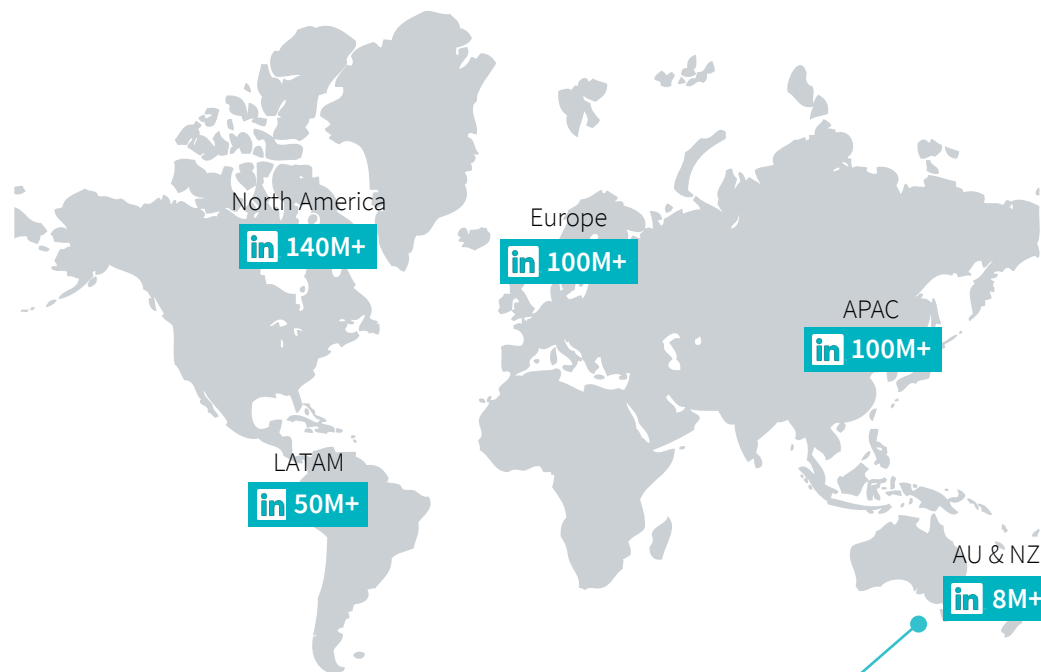 North America
in 140M+
Europe
in 100M+
APAC
in 100M+
LATAM
in 50M+
AU & NZ
in 8M+